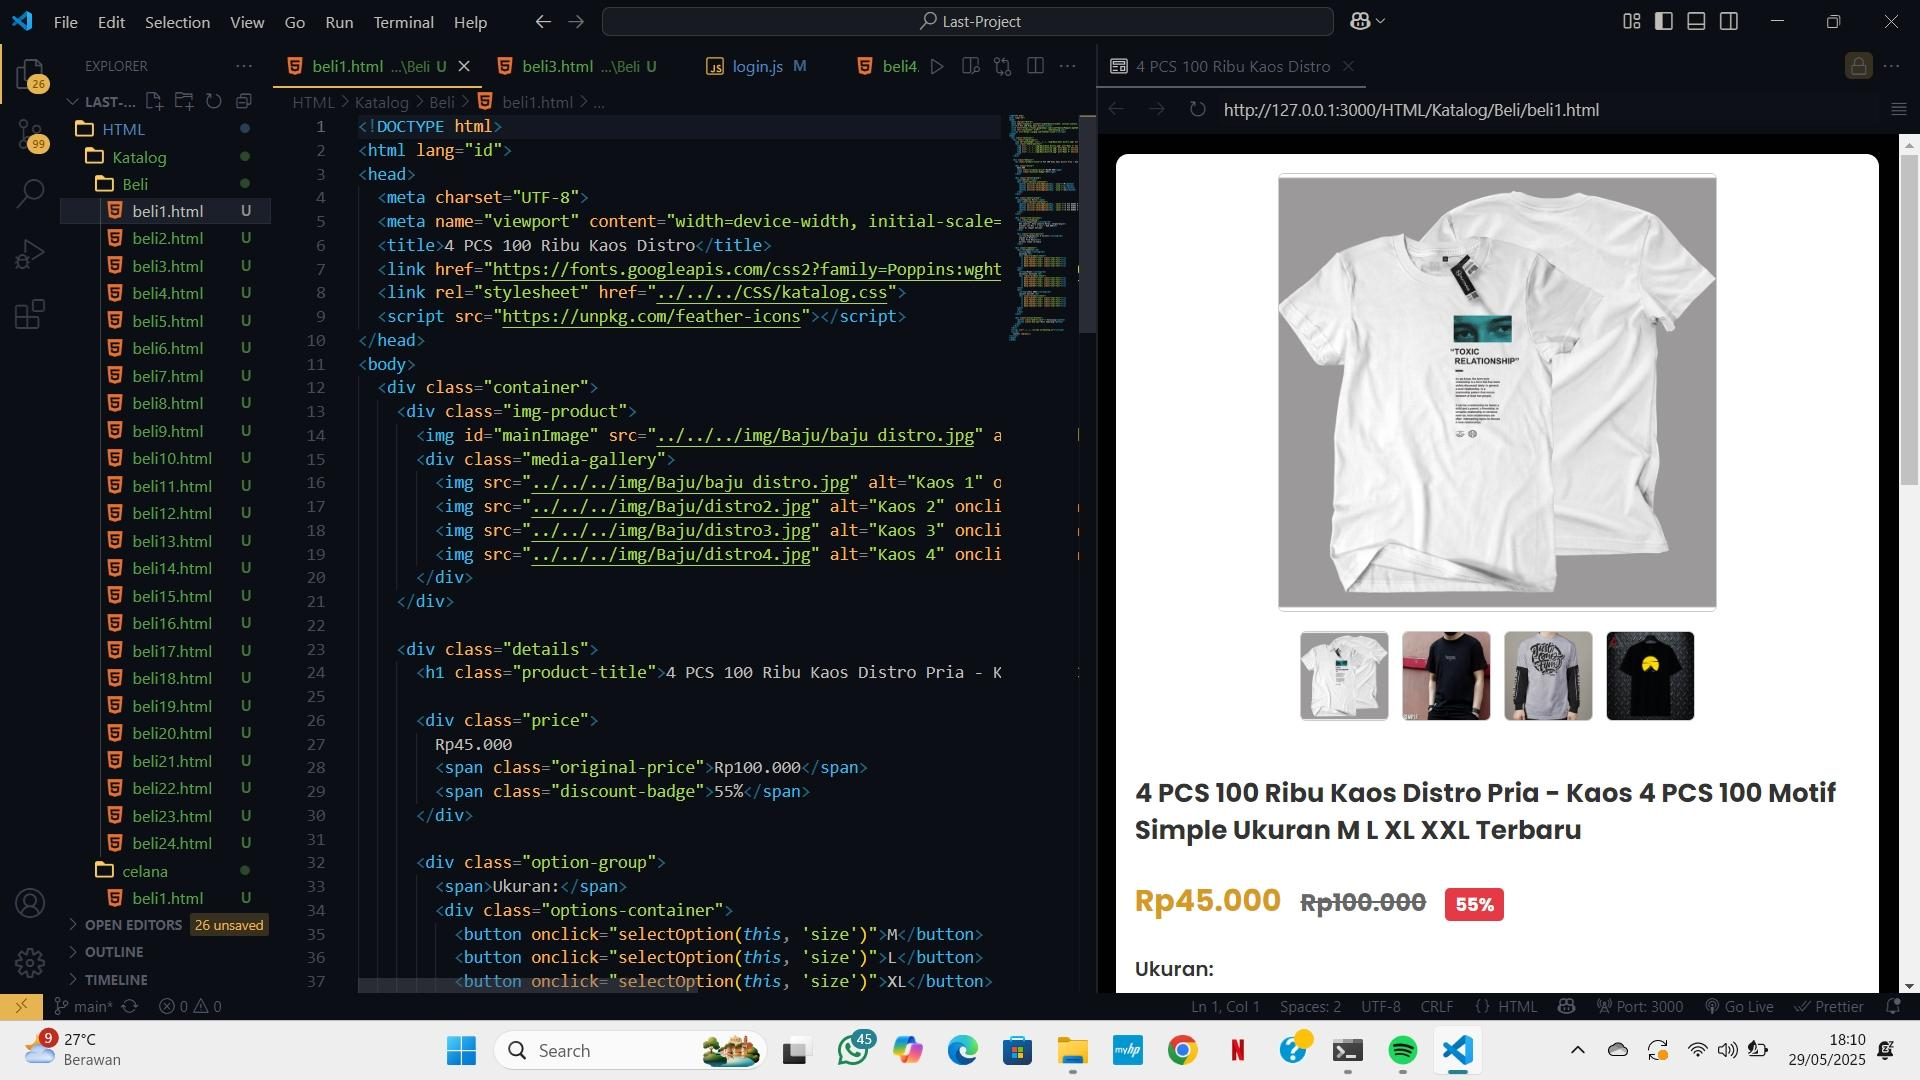 File Edit Selection View Go Run Terminal Help
Last-Project
EXPLORER
26
99
LAST-...
HTML
Katalog
Beli
beli1.html U
beli2.html U
beli3.html U
beli4.html U
beli5.html U
beli6.html U
beli7.html U
beli8.html U
beli9.html U
beli10.html U
beli11.html U
beli12.html U
beli13.html U
beli14.html U
beli15.html U
beli16.html U
beli17.html U
beli18.html U
beli19.html U
beli20.html U
beli21.html U
beli22.html U
beli23.html U
beli24.html U
celana
beli1.html U
OPEN EDITORS 26 unsaved
OUTLINE
TIMELINE
beli1.html ...\Beli U beli3.html ...\Beli U login.js M beli4.
HTML > Katalog > Beli > beli1.html > ...
1 <!DOCTYPE html>
2 <html lang="id">
3 <head>
4 <meta charset="UTF-8">
5 <meta name="viewport" content="width=device-width, initial-scale=
6 <title>4 PCS 100 Ribu Kaos Distro</title>
7 <link href="https://fonts.googleapis.com/css2?family=Poppins:wght
8 <link rel="stylesheet" href="../../../CSS/katalog.css">
9 <script src="https://unpkg.com/feather-icons"></script>
10 </head>
11 <body>
12 <div class="container">
13 <div class="img-product">
14 <img id="mainImage" src="../../../img/Baju/baju distro.jpg" a
15 <div class="media-gallery">
16 <img src="../../../img/Baju/baju distro.jpg" alt="Kaos 1" o
17 <img src="../../../img/Baju/distro2.jpg" alt="Kaos 2" oncli
18 <img src="../../../img/Baju/distro3.jpg" alt="Kaos 3" oncli
19 <img src="../../../img/Baju/distro4.jpg" alt="Kaos 4" oncli
20 </div>
21 </div>
22
23 <div class="details">
24 <h1 class="product-title">4 PCS 100 Ribu Kaos Distro Pria - K
25
26 <div class="price">
27 Rp45.000
28 <span class="original-price">Rp100.000</span>
29 <span class="discount-badge">55%</span>
30 </div>
31
32 <div class="option-group">
33 <span>Ukuran:</span>
34 <div class="options-container">
35 <button onclick="selectOption(this, 'size')">M</button>
36 <button onclick="selectOption(this, 'size')">L</button>
37 <button onclick="selectOption(this, 'size')">XL</button>
4 PCS 100 Ribu Kaos Distro
http://127.0.0.1:3000/HTML/Katalog/Beli/beli1.html
"TOXIC
RELATIONSHIP"
4 PCS 100 Ribu Kaos Distro Pria - Kaos 4 PCS 100 Motif
Simple Ukuran M L XL XXL Terbaru
Rp45.000 Rp100.000 55%
Ukuran:
main* 0 0
Ln 1, Col 1 Spaces: 2 UTF-8 CRLF {} HTML Port: 3000 Go Live Prettier
9
27°C
Berawan
Search
45
myhp
N
18:10
29/05/2025